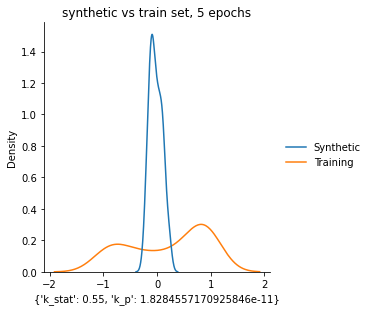 synthetic vs train set, 5 epochs
1.4
1.2
1.0
0.8
0.6
0.4
0.2
0.0
Density
−2
−1
0
1
2
{'k_stat': 0.55, 'k_p': 1.8284557170925846e-11}
Synthetic
Training